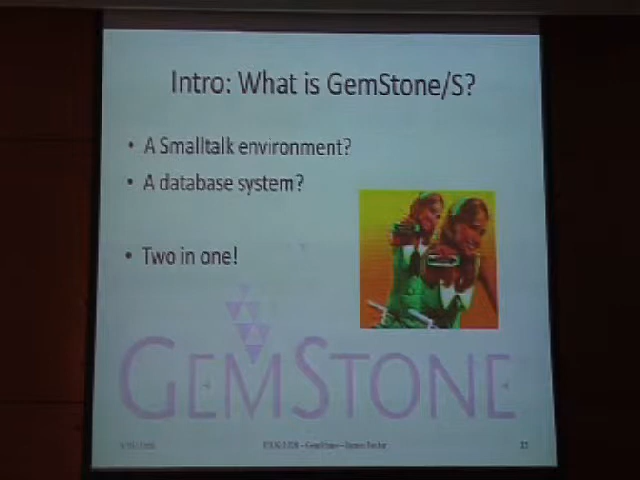 Intro: What is GemStone/S?
• A Smalltalk environment?
• A database system?
• Two in one!
GEMSTONE